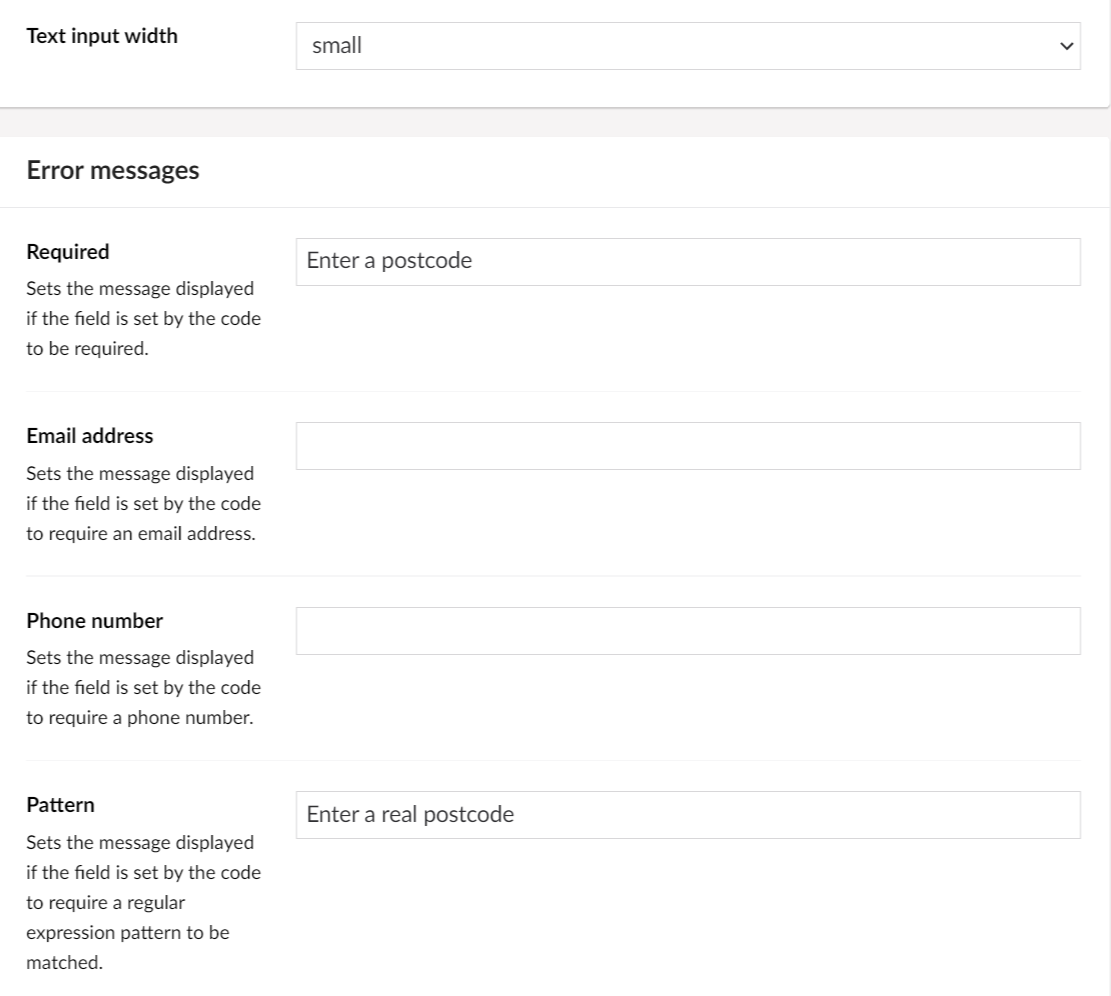 Text input width
small
Error messages
Required
Enter a postcode
Sets the message displayed
if the field is set by the code
to be required.
Email address
Sets the message displayed
if the field is set by the code
to require an email address.
Phone number
Sets the message displayed
if the field is set by the code
to require a phone number.
Pattern
Enter a real postcode
Sets the message displayed
if the field is set by the code
to require a regular
expression pattern to be
matched.